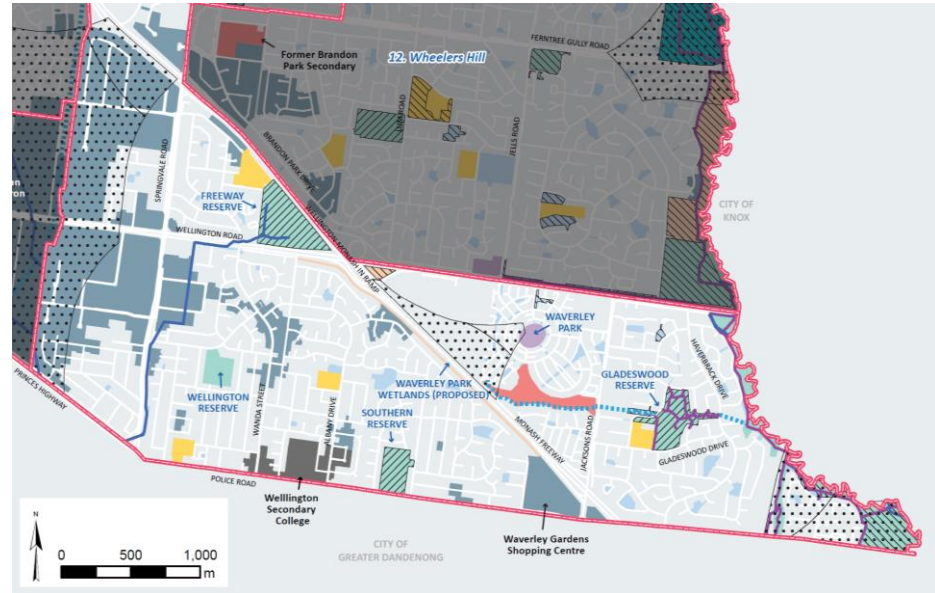 FERNTREE GULLY ROAD
Former Brandon
Park Secondary
12. Wheelers Hill
JELLS ROAD
SPRINGVALE ROAD
CITY OF
KNOX
FREEWAY
RESERVE
WELLINGTON ROAD
WAVERLEY
PARK
HAVERBRACK DRIVE
GLADESWOOD
RESERVE
PRINCES HIGHWAY
WELLINGTON
RESERVE
WANDA STREET
ALBANY DRIVE
WAVERLEY PARK
WETLANDS (PROPOSED)
SOUTHERN
RESERVE
MONASH FREEWAY
JACKSONS ROAD
GLADESWOOD DRIVE
POLICE ROAD
Welllington
Secondary
College
Waverley Gardens
Shopping Centre
CITY OF
GREATER DANDENONG
N
0 500 1,000
m